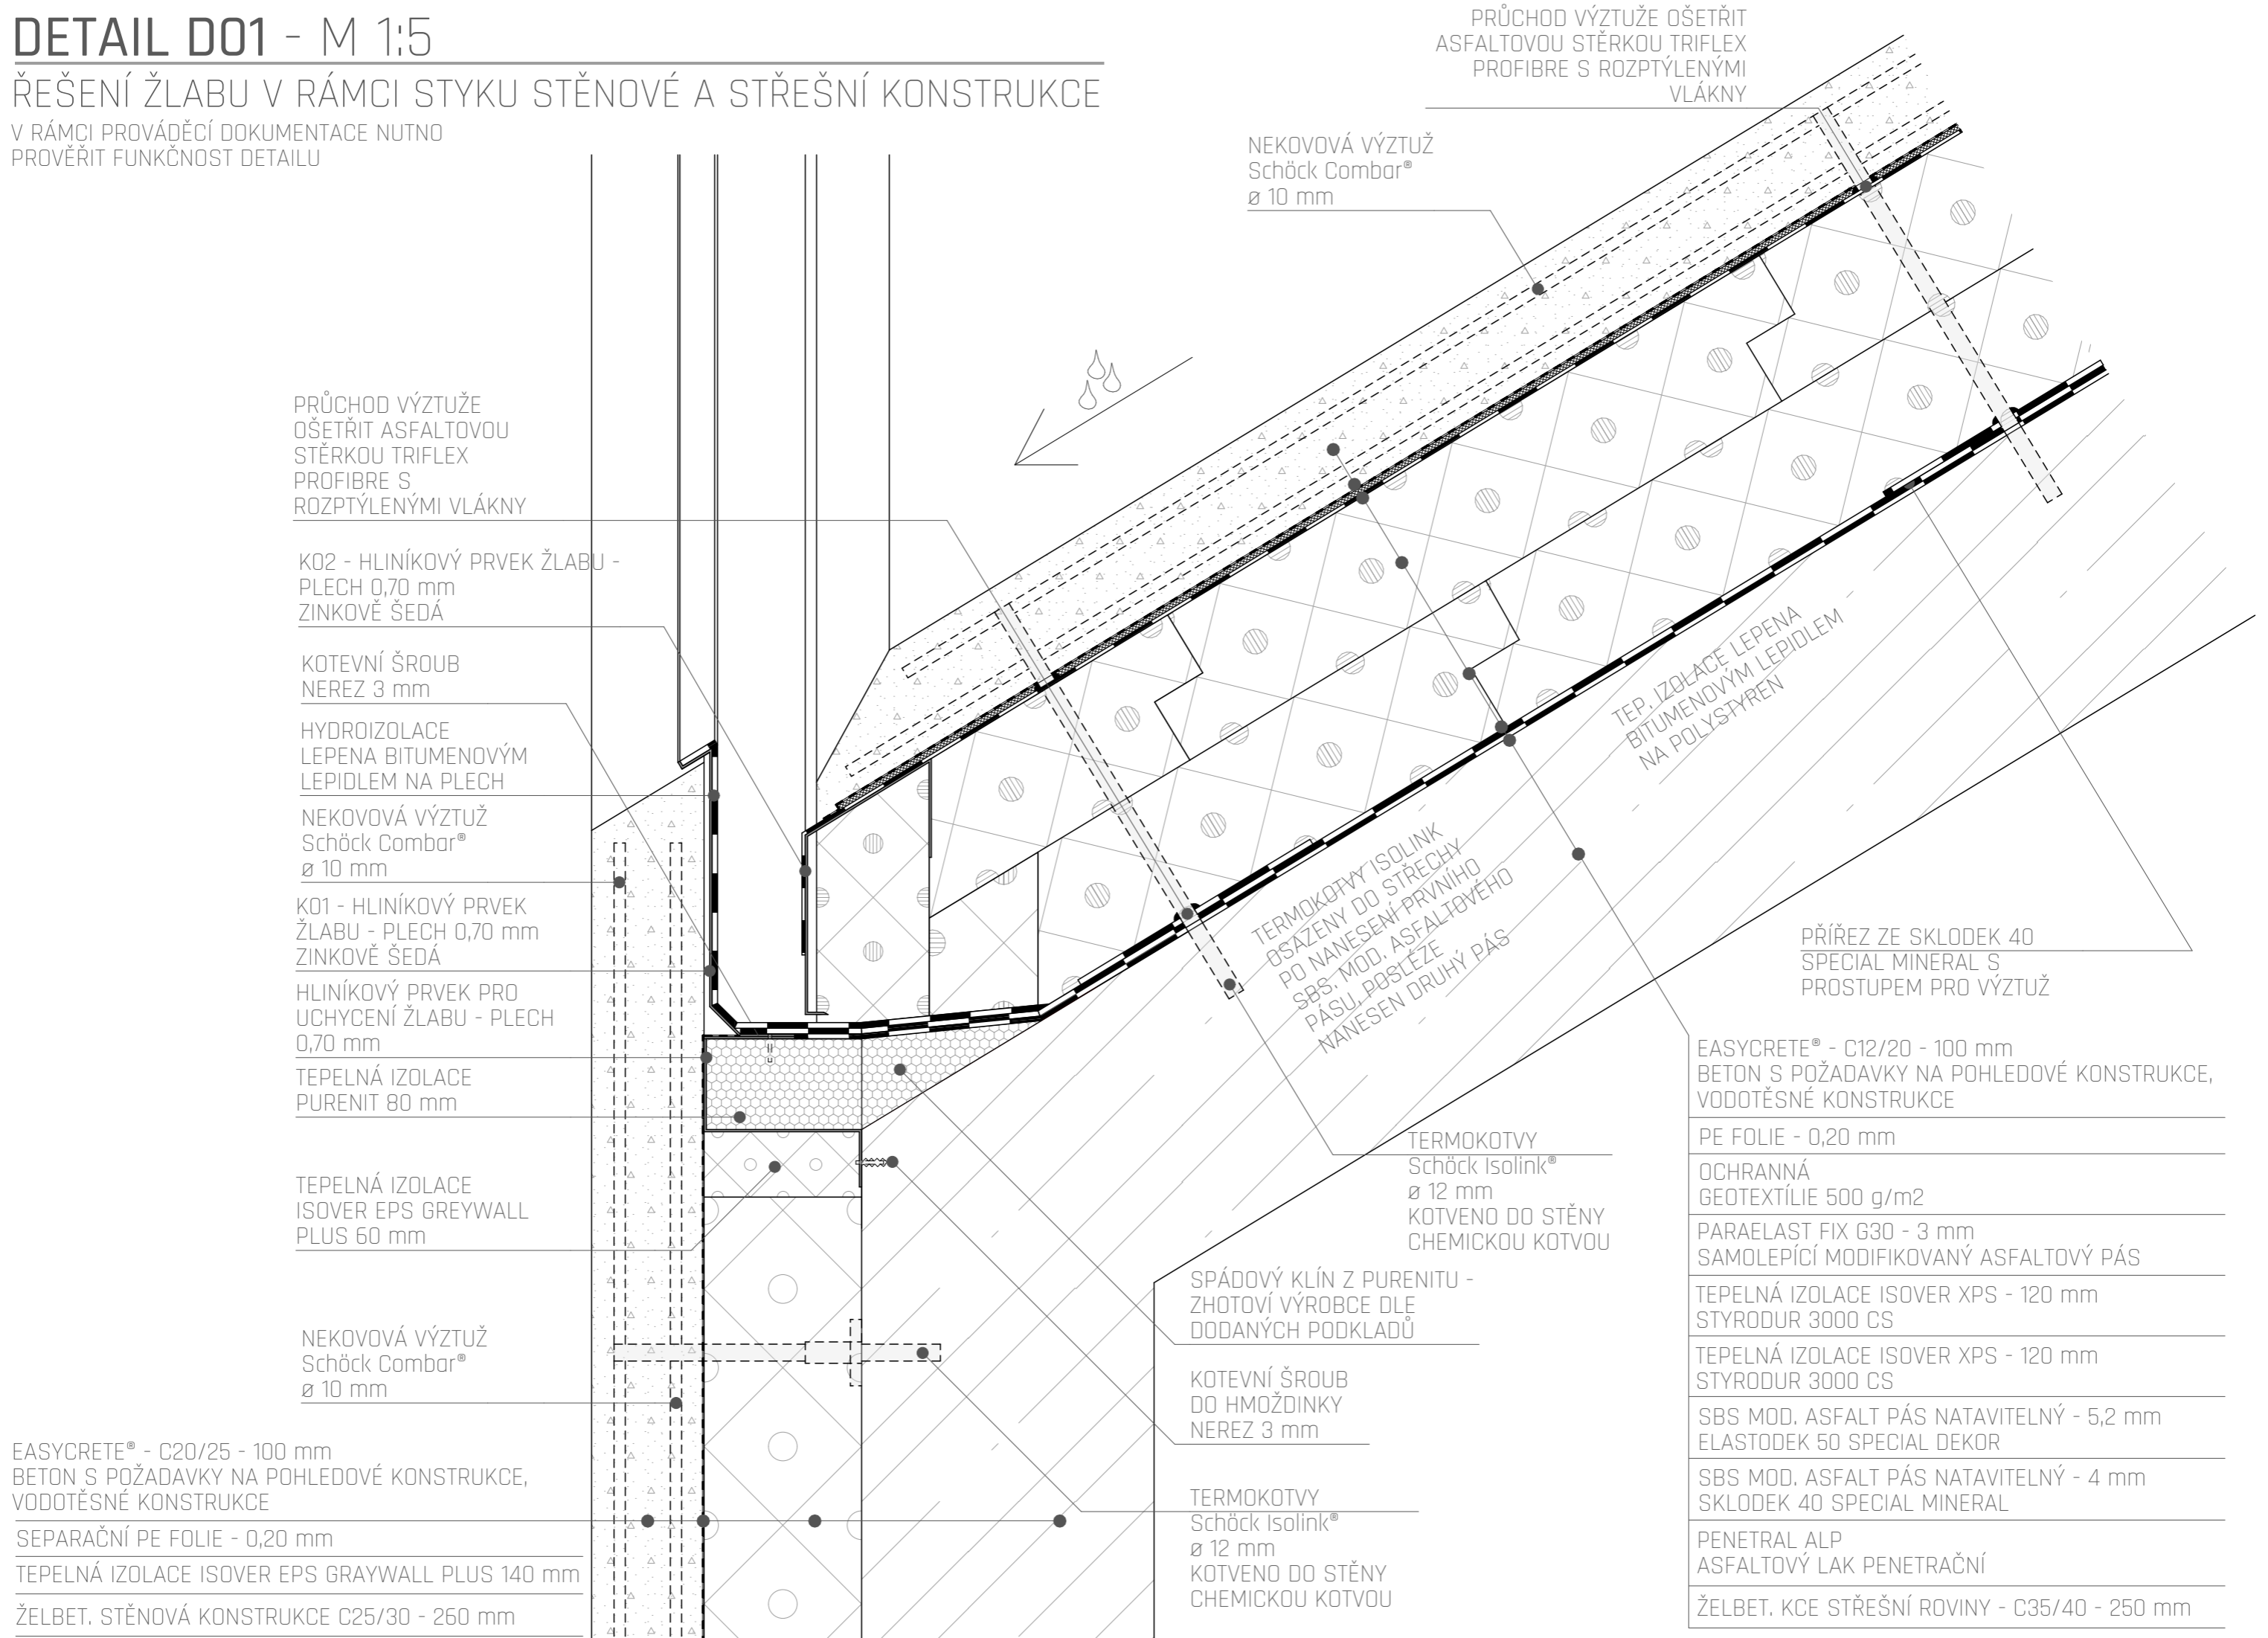 DETAIL D01 - M 1:5
ŘEŠENÍ ŽLABU V RÁMCI STYKU STĚNOVÉ A STŘEŠNÍ KONSTRUKCE
V RÁMCI PROVÁDĚCÍ DOKUMENTACE NUTNO
PROVĚŘIT FUNKČNOST DETAILU
PRŮCHOD VÝZTUŽE OŠETŘIT
ASFALTOVOU STĚRKOU TRIFLEX
PROFIBRE S ROZPTÝLENÝMI
VLÁKNY
NEKOVOVÁ VÝZTUŽ
Schöck Combar®
ø 10 mm
PRŮCHOD VÝZTUŽE
OŠETŘIT ASFALTOVOU
STĚRKOU TRIFLEX
PROFIBRE S
ROZPTÝLENÝMI VLÁKNY
K02 - HLINÍKOVÝ PRVEK ŽLABU -
PLECH 0,70 mm
ZINKOVĚ ŠEDÁ
KOTEVNÍ ŠROUB
NEREZ 3 mm
HYDROIZOLACE
LEPENA BITUMENOVÝM
LEPIDLEM NA PLECH
NEKOVOVÁ VÝZTUŽ
Schöck Combar®
ø 10 mm
K01 - HLINÍKOVÝ PRVEK
ŽLABU - PLECH 0,70 mm
ZINKOVĚ ŠEDÁ
HLINÍKOVÝ PRVEK PRO
UCHYCENÍ ŽLABU - PLECH
0,70 mm
TEPELNÁ IZOLACE
PURENIT 80 mm
TEPELNÁ IZOLACE
ISOVER EPS GREYWALL
PLUS 60 mm
NEKOVOVÁ VÝZTUŽ
Schöck Combar®
ø 10 mm
EASYCRETE® - C20/25 - 100 mm
BETON S POŽADAVKY NA POHLEDOVÉ KONSTRUKCE,
VODOTĚSNÉ KONSTRUKCE
SEPARAČNÍ PE FOLIE - 0,20 mm
TEPELNÁ IZOLACE ISOVER EPS GRAYWALL PLUS 140 mm
ŽELBET. STĚNOVÁ KONSTRUKCE C25/30 - 260 mm
TEP. IZOLACE LEPENA
BITUMENOVÝM LEPIDLEM
NA POLYSTYREN
TERMOKOTVY ISOLINK
OSAZENY DO STŘECHY
PO NANESENÍ PRVNÍHO
SBS. MOD. ASFALTOVÉHO
PÁSU, POSLÉZE
NANESEN DRUHÝ PÁS
TERMOKOTVY
Schöck Isolink®
ø 12 mm
KOTVENO DO STĚNY
CHEMICKOU KOTVOU
SPÁDOVÝ KLÍN Z PURENITU -
ZHOTOVÍ VÝROBCE DLE
DODANÝCH PODKLADŮ
KOTEVNÍ ŠROUB
DO HMOŽDINKY
NEREZ 3 mm
TERMOKOTVY
Schöck Isolink®
ø 12 mm
KOTVENO DO STĚNY
CHEMICKOU KOTVOU
PŘÍŘEZ ZE SKLODEK 40
SPECIAL MINERAL S
PROSTUPEM PRO VÝZTUŽ
EASYCRETE® - C12/20 - 100 mm
BETON S POŽADAVKY NA POHLEDOVÉ KONSTRUKCE,
VODOTĚSNÉ KONSTRUKCE
PE FOLIE - 0,20 mm
OCHRANNÁ
GEOTEXTÍLIE 500 g/m2
PARAELAST FIX G30 - 3 mm
SAMOLEPÍCÍ MODIFIKOVANÝ ASFALTOVÝ PÁS
TEPELNÁ IZOLACE ISOVER XPS - 120 mm
STYRODUR 3000 CS
TEPELNÁ IZOLACE ISOVER XPS - 120 mm
STYRODUR 3000 CS
SBS MOD. ASFALT PÁS NATAVITELNÝ - 5,2 mm
ELASTODEK 50 SPECIAL DEKOR
SBS MOD. ASFALT PÁS NATAVITELNÝ - 4 mm
SKLODEK 40 SPECIAL MINERAL
PENETRAL ALP
ASFALTOVÝ LAK PENETRAČNÍ
ŽELBET. KCE STŘEŠNÍ ROVINY - C35/40 - 250 mm